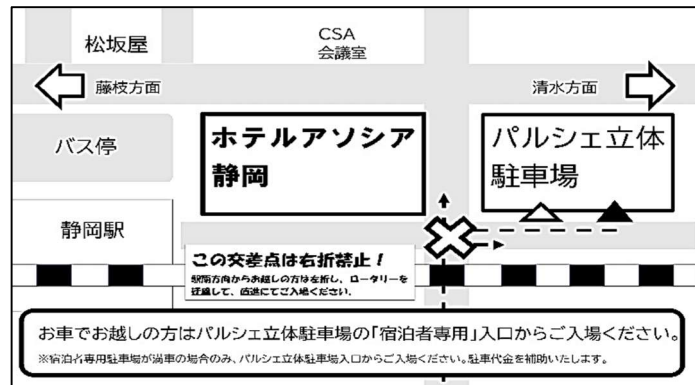 松坂屋
CSA
会議室
藤枝方面
清水方面
バス停
ホテルアソシア
静岡
パルシェ立体
駐車場
静岡駅
この交差点は右折禁止!
駅南方向からお越しの方は左折し、ロータリーを
迂回して、直進にてご入場ください。
お車でお越しの方はパルシェ立体駐車場の「宿泊者専用」入口からご入場ください。
※宿泊者専用駐車場が満車の場合のみ、パルシェ立体駐車場入口からご入場ください。駐車代金を補助いたします。